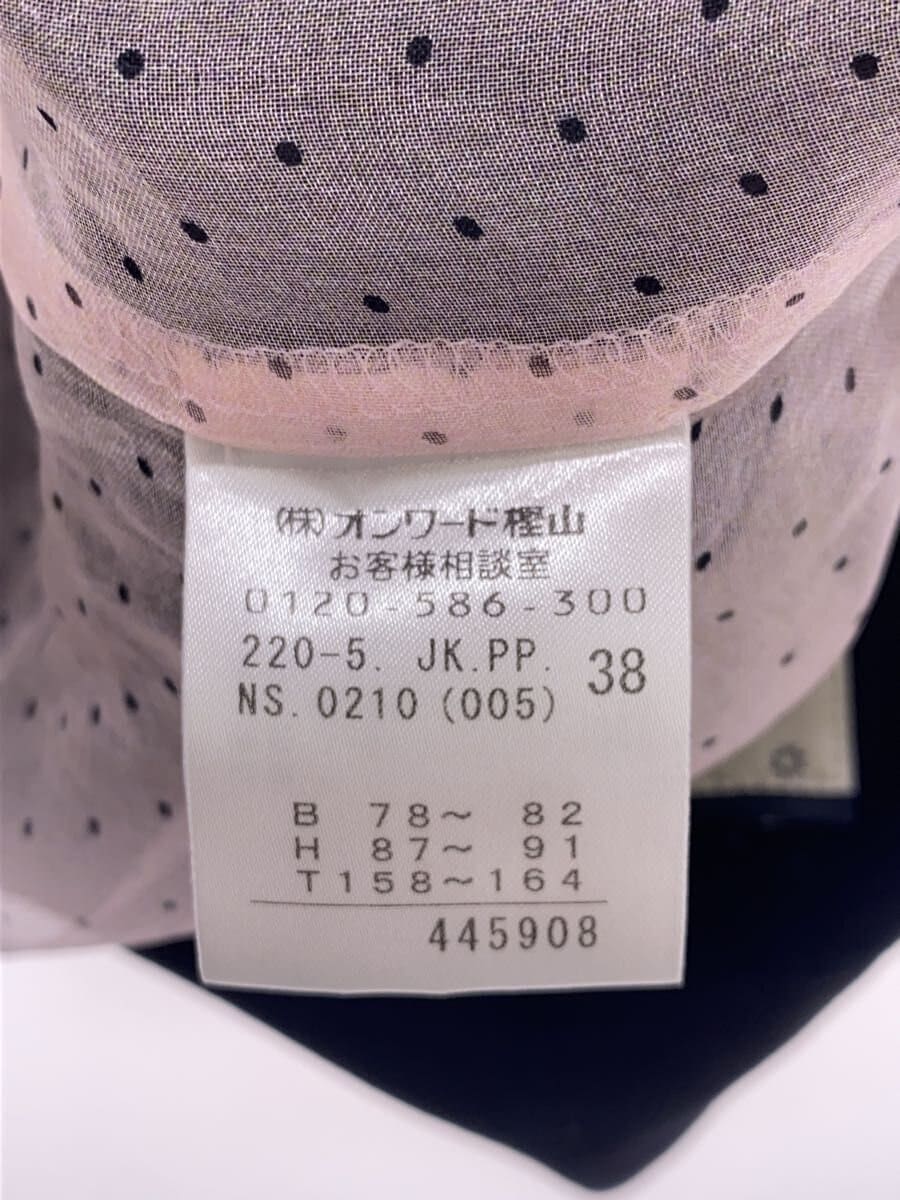 (株)オンワード樫山
お客様相談室
0120-586-300
220-5. JK.PP. 38
NS. 0210 (005)
B 78～ 82
H 87～ 91
T158～164
445908